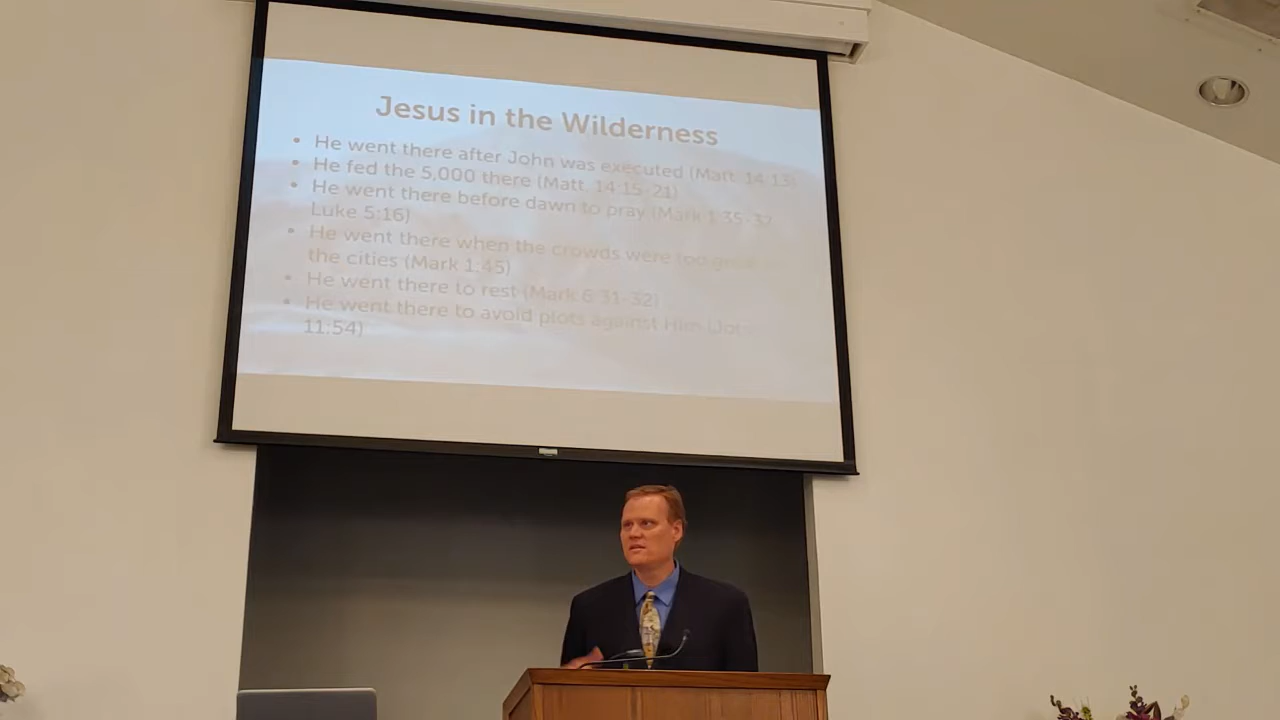 Jesus in the Wilderness
• He went there after John was executed (Matt. 14:13)
• He fed the 5,000 there (Matt. 14:15-21)
• He went there before dawn to pray (Mark 1:35-37,
Luke 5:16)
• He went there when the crowds were too great
the cities (Mark 1:45)
• He went there to rest (Mark 6:31-32)
• He went there to avoid plots against Him
11:54)